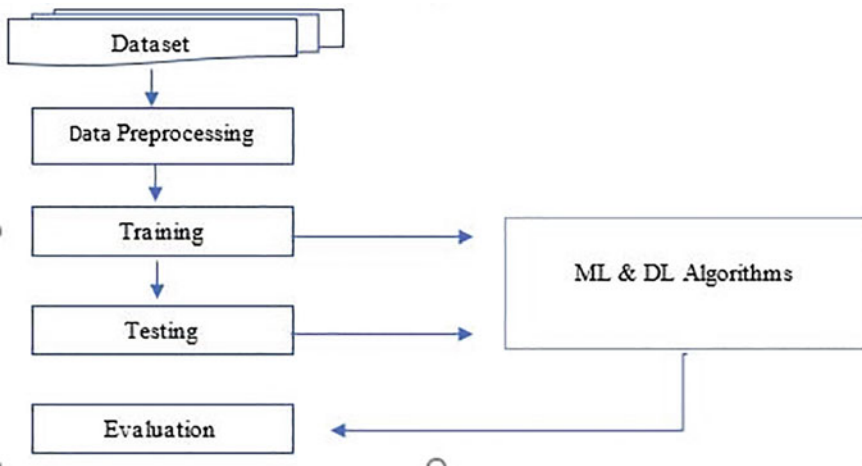 Dataset
Data Preprocessing
Training
ML & DL Algorithms
Testing
Evaluation